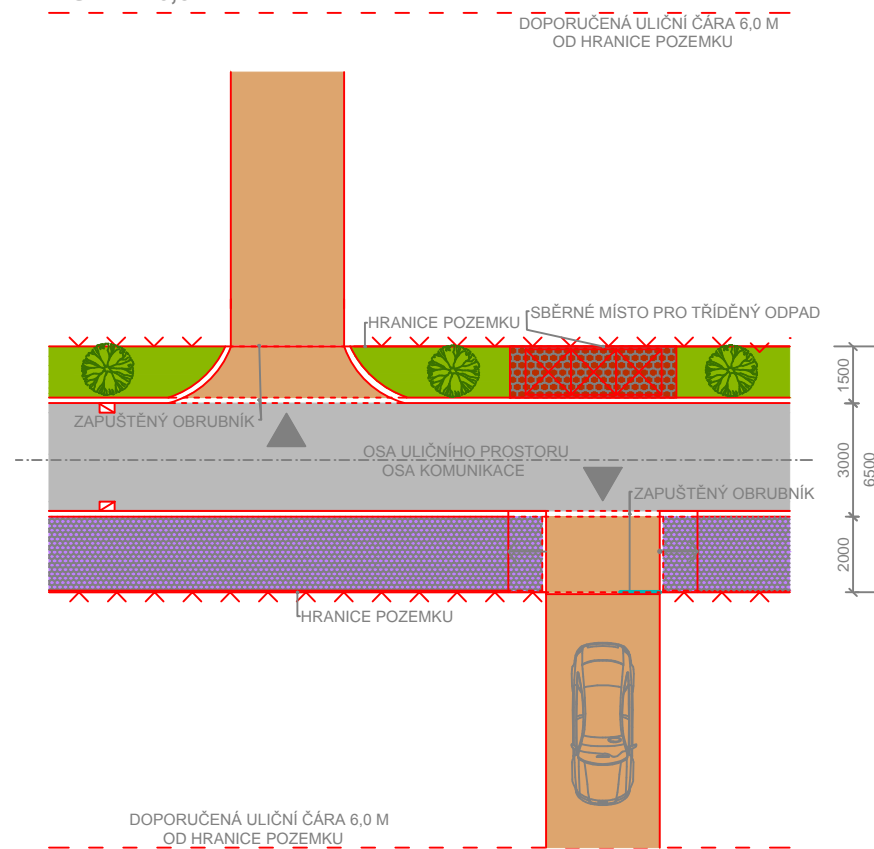 DOPORUČENÁ ULIČNÍ ČÁRA 6,0 M
OD HRANICE POZEMKU
SBĚRNÉ MÍSTO PRO TŘÍDĚNÝ ODPAD
HRANICE POZEMKU
1500
ZAPUŠTĚNÝ OBRUBNÍK
OSA ULIČNÍHO PROSTORU
OSA KOMUNIKACE
3000
6500
ZAPUŠTĚNÝ OBRUBNÍK
2000
HRANICE POZEMKU
DOPORUČENÁ ULIČNÍ ČÁRA 6,0 M
OD HRANICE POZEMKU